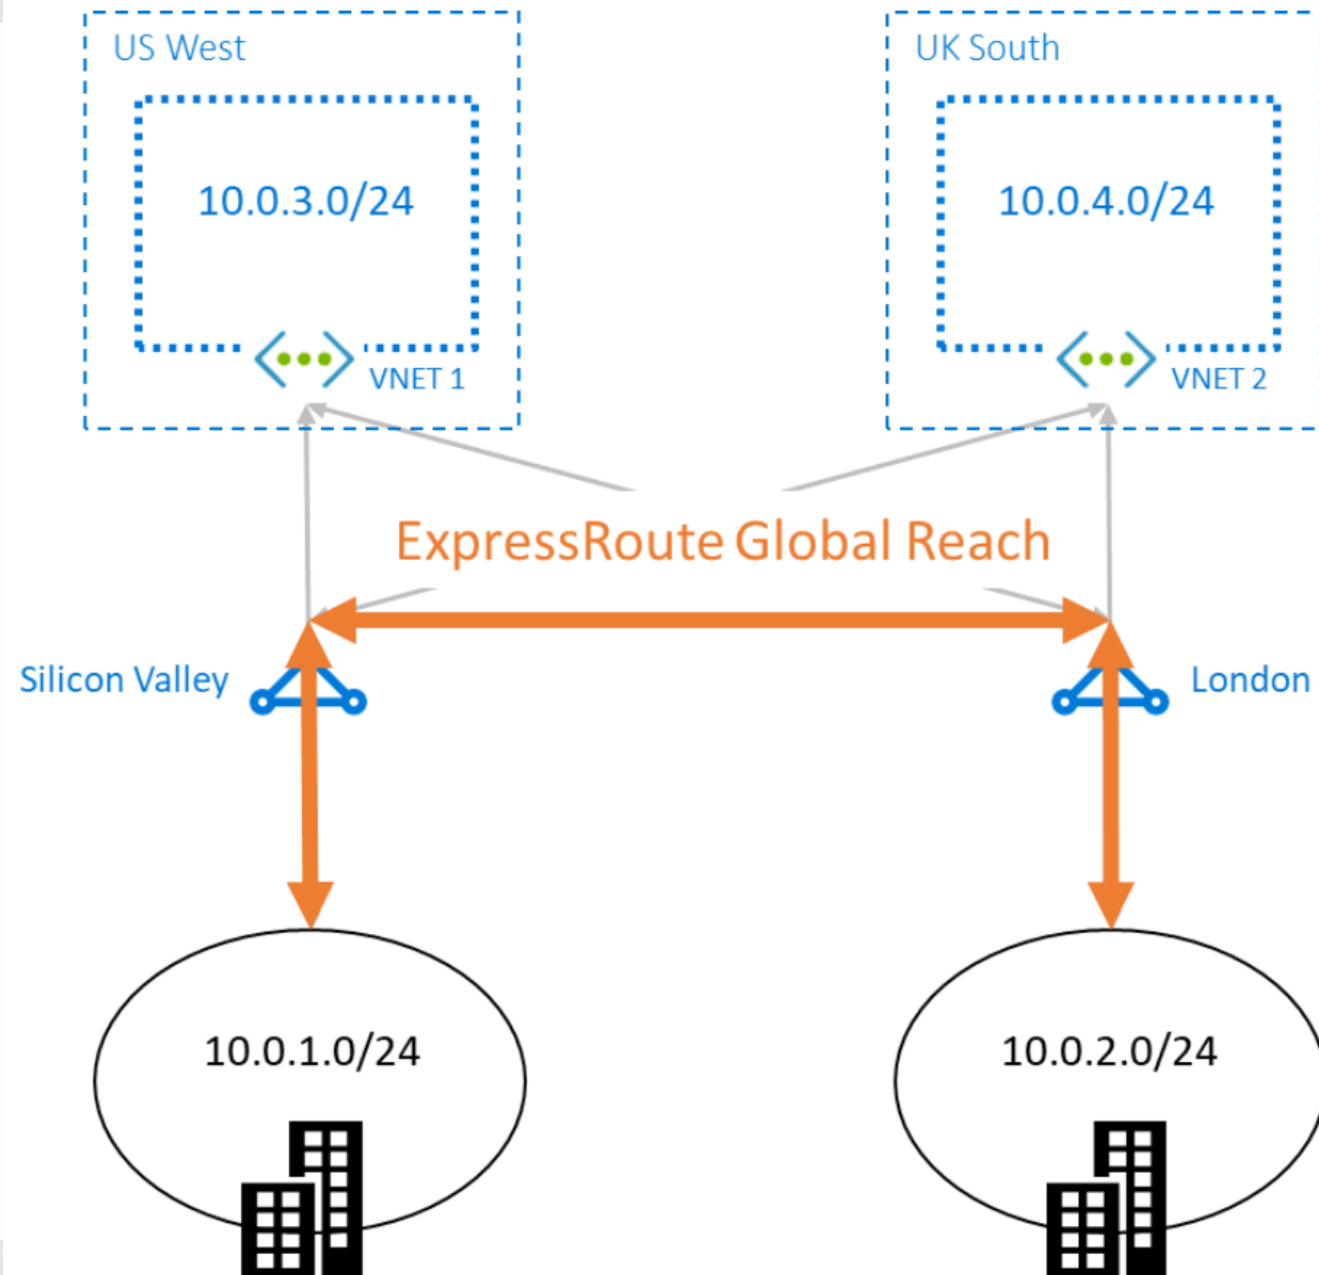 US West
UK South
10.0.3.0/24
10.0.4.0/24
VNET 1
VNET 2
ExpressRoute Global Reach
Silicon Valley
London
10.0.1.0/24
10.0.2.0/24